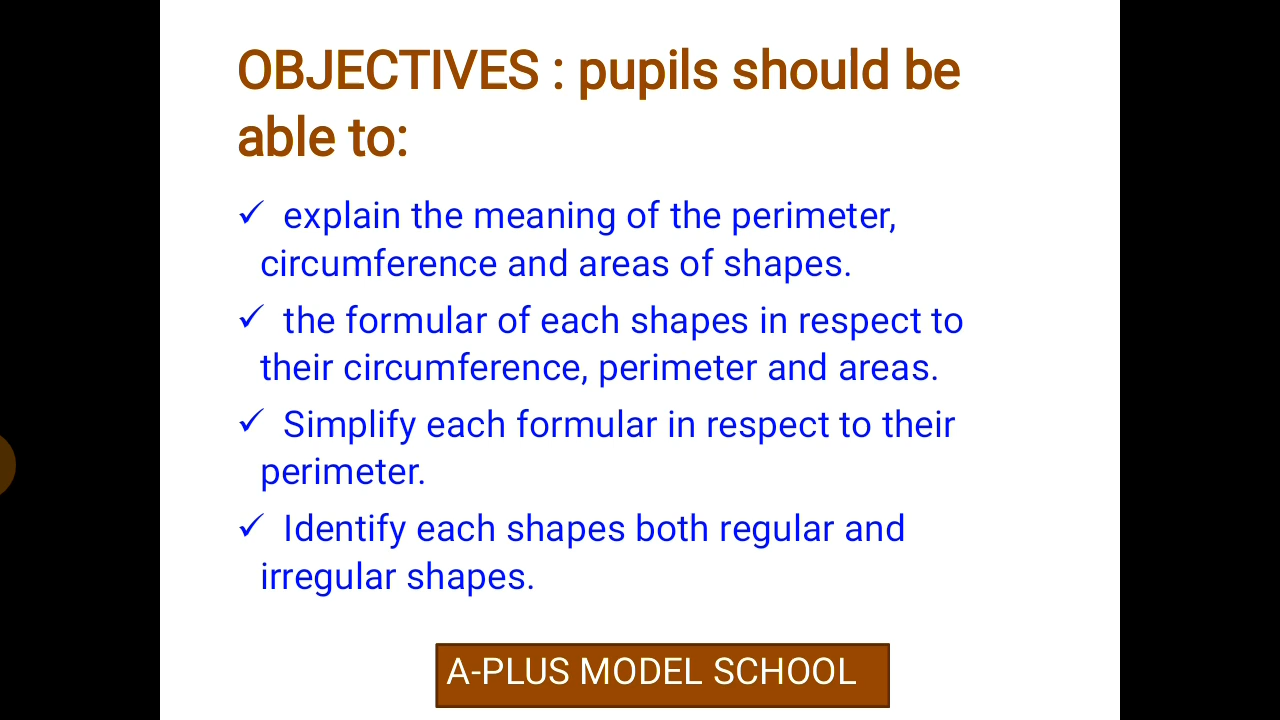 OBJECTIVES : pupils should be
able to:
✓ explain the meaning of the perimeter,
circumference and areas of shapes.
✓ the formular of each shapes in respect to
their circumference, perimeter and areas.
✓ Simplify each formular in respect to their
perimeter.
✓ Identify each shapes both regular and
irregular shapes.
A-PLUS MODEL SCHOOL